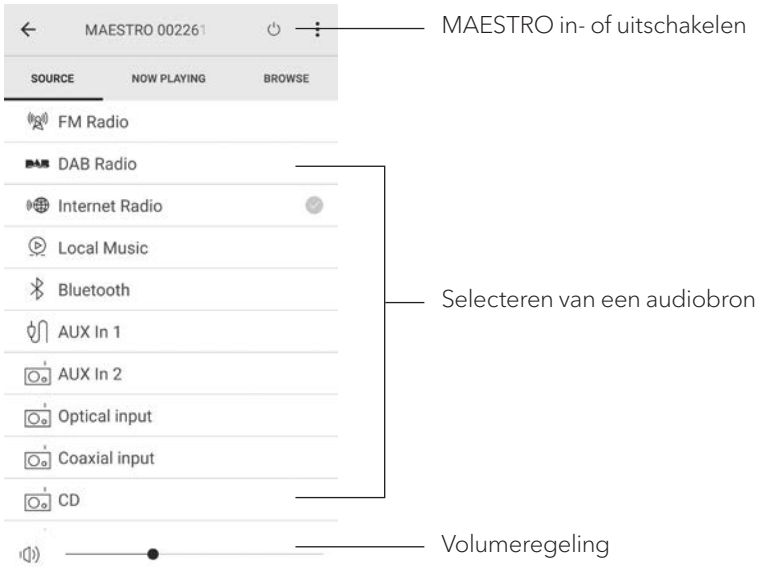 MAESTRO 002261
MAESTRO in- of uitschakelen
SOURCE NOW PLAYING BROWSE
FM Radio
DAB DAB Radio
Internet Radio
Local Music
Bluetooth
Selecteren van een audiobron
AUX In 1
AUX In 2
Optical input
Coaxial input
CD
Volumeregeling